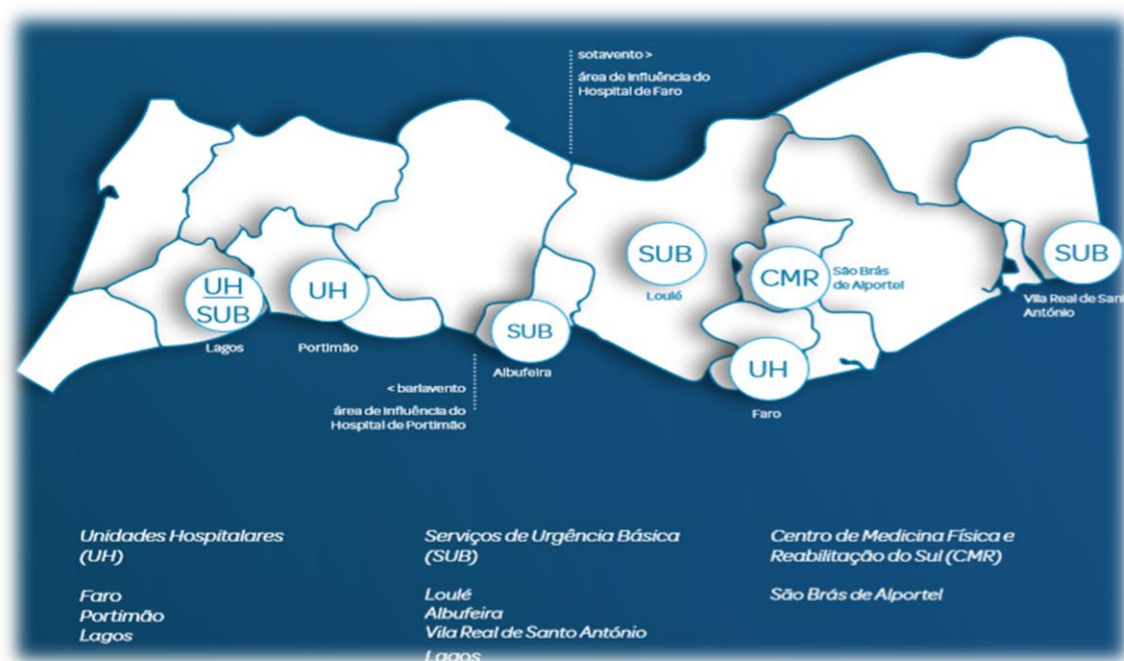 sotavento >
área de Influência do
Hospital de Faro
SUB
Loulé
CMR
São Brás
de Alportel
SUB
Vila Real de Sant
António
UH
SUB
Lagos
UH
Portimão
SUB
Albufeira
UH
Faro
< barlavento
área de Influência do
Hospital de Portimão
Unidades Hospitalares
(UH)
Faro
Portimão
Lagos
Serviços de Urgência Básica
(SUB)
Loulé
Albufeira
Vila Real de Santo António
Lagos
Centro de Medicina Física e
Reabilitação do Sul (CMR)
São Brás de Alportel